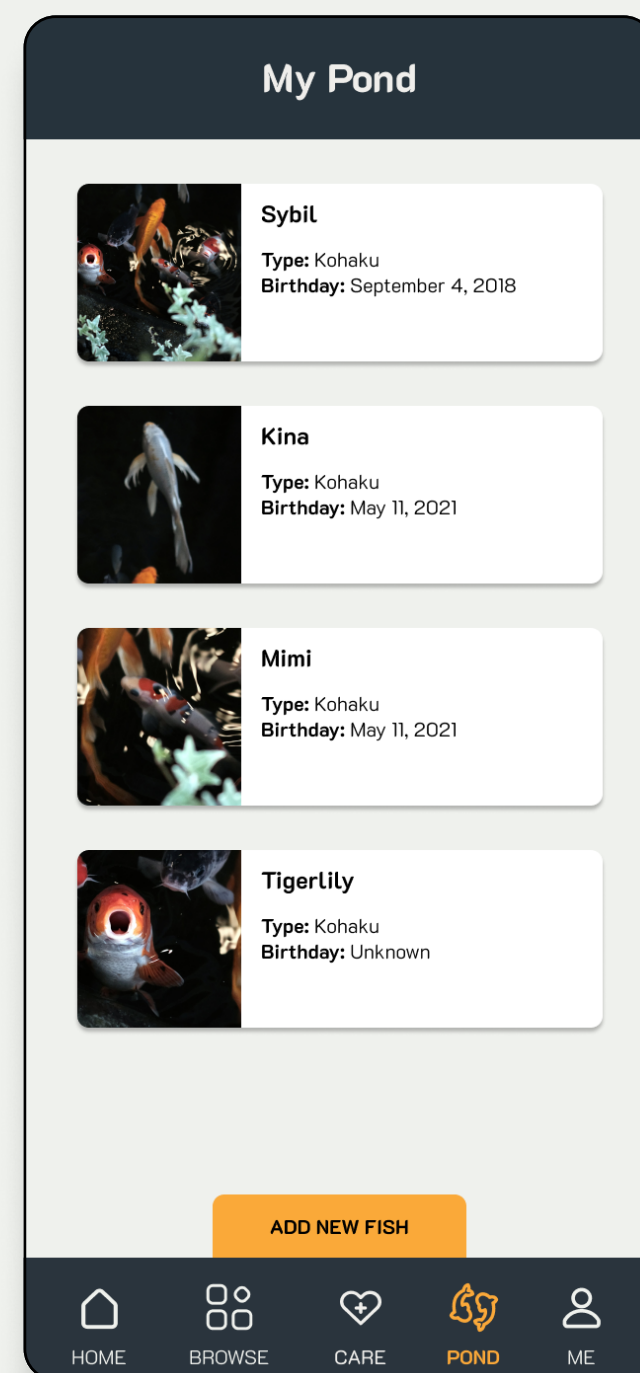 My Pond
Sybil
Type: Kohaku
Birthday: September 4, 2018
Kina
Type: Kohaku
Birthday: May 11, 2021
Mimi
Type: Kohaku
Birthday: May 11, 2021
Tigerlily
Type: Kohaku
Birthday: Unknown
ADD NEW FISH
HOME BROWSE CARE POND ME